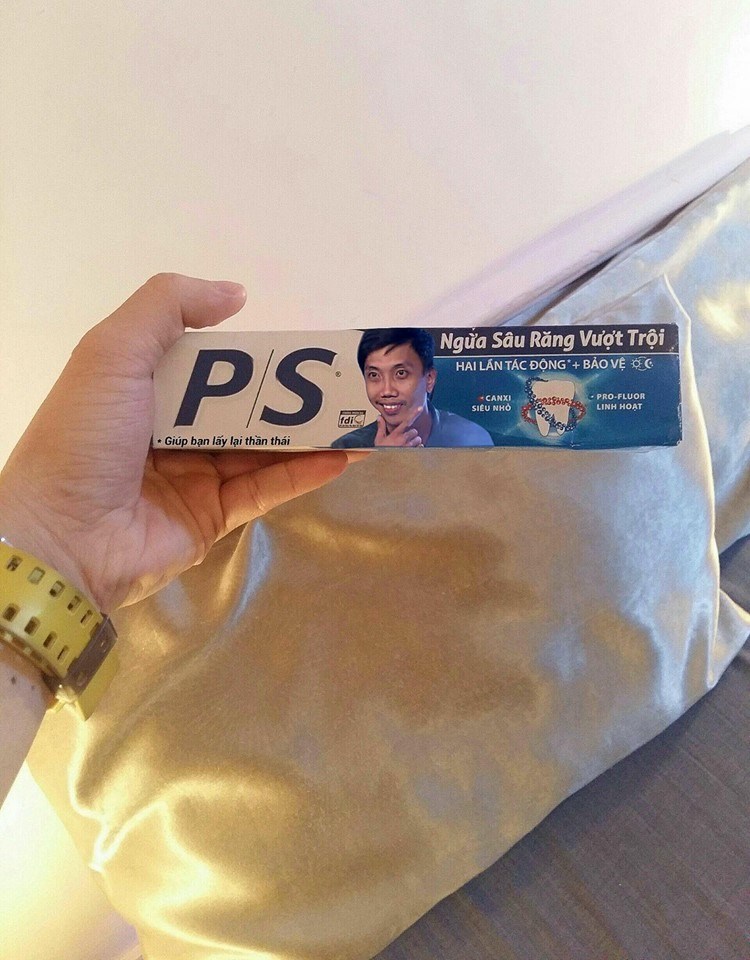 P/S®
fdi
* Giúp bạn lấy lại thần thái
Ngừa Sâu Răng Vượt Trội
HAI LẦN TÁC ĐỘNG*+ BẢO VỆ
+CANXI
SIÊU NHỎ
- PRO-FLUOR
LINH HOẠT